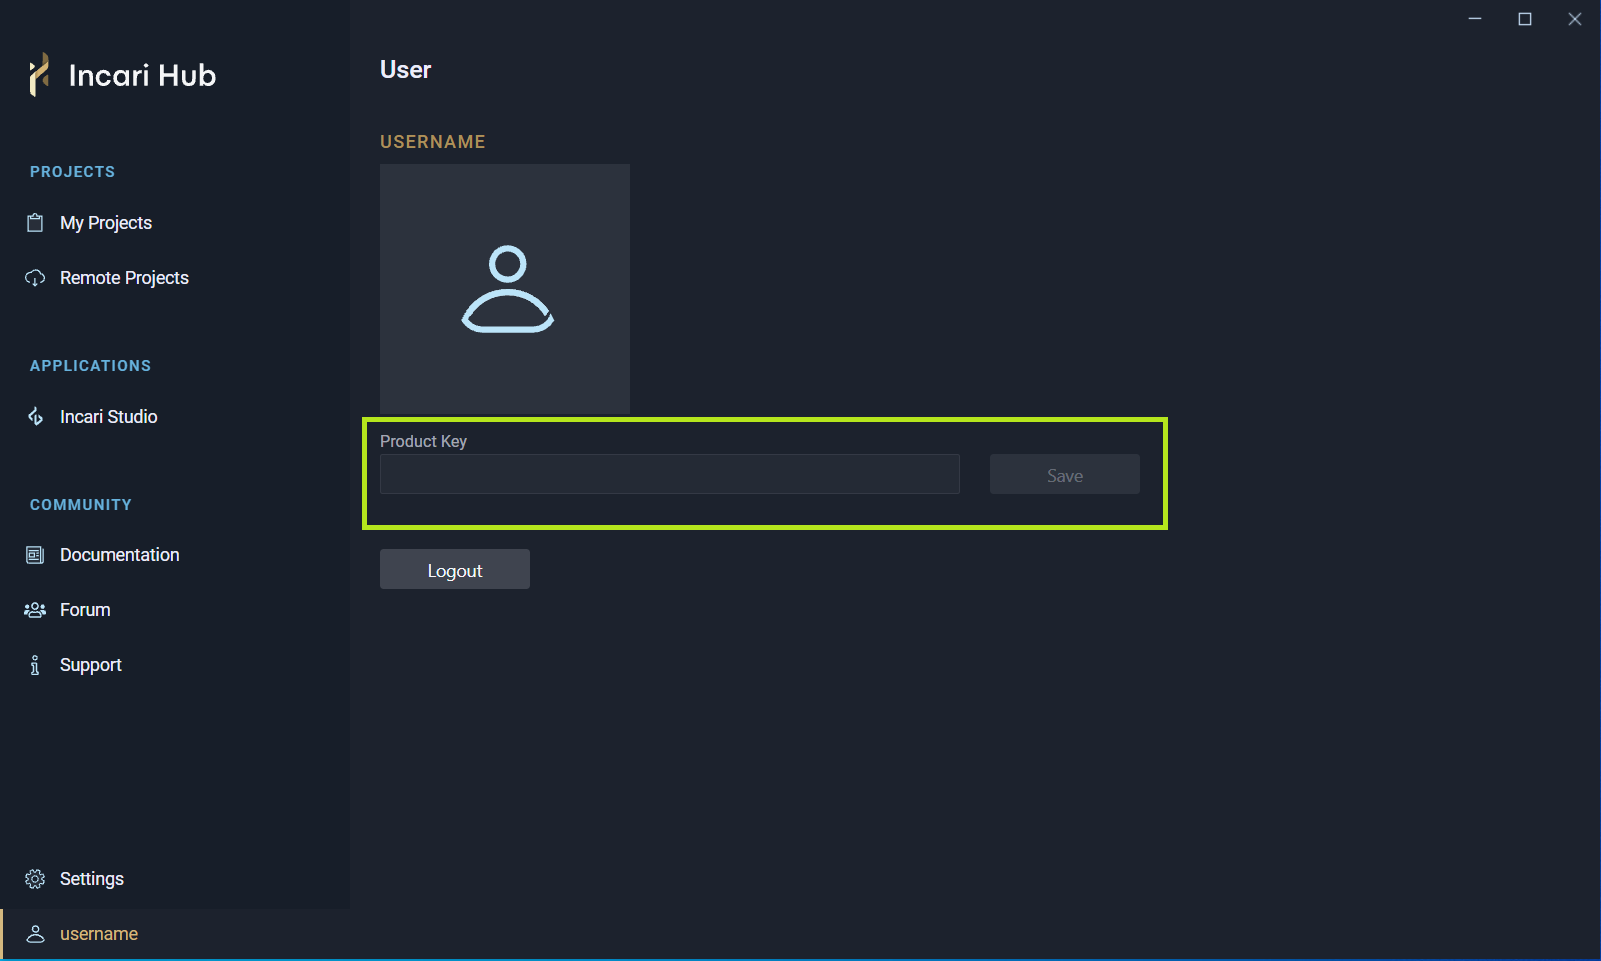 Incari Hub
PROJECTS
My Projects
Remote Projects
APPLICATIONS
Incari Studio
COMMUNITY
Documentation
Forum
Support
Settings
username
User
USERNAME
Product Key
Save
Logout